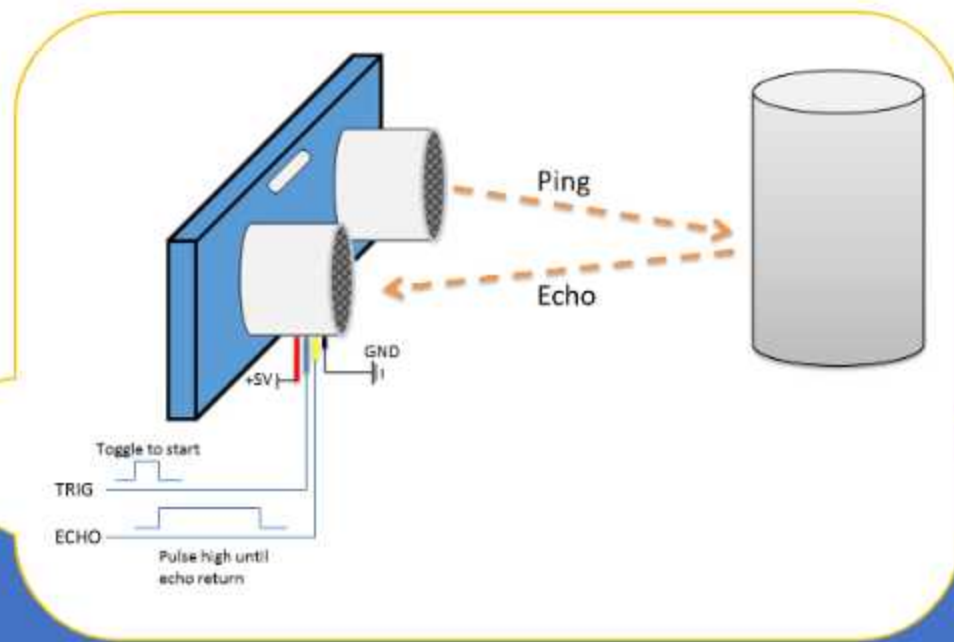 Ping
Echo
GND
+5V
Toggle to start
TRIG
ECHO
Pulse high until
echo return